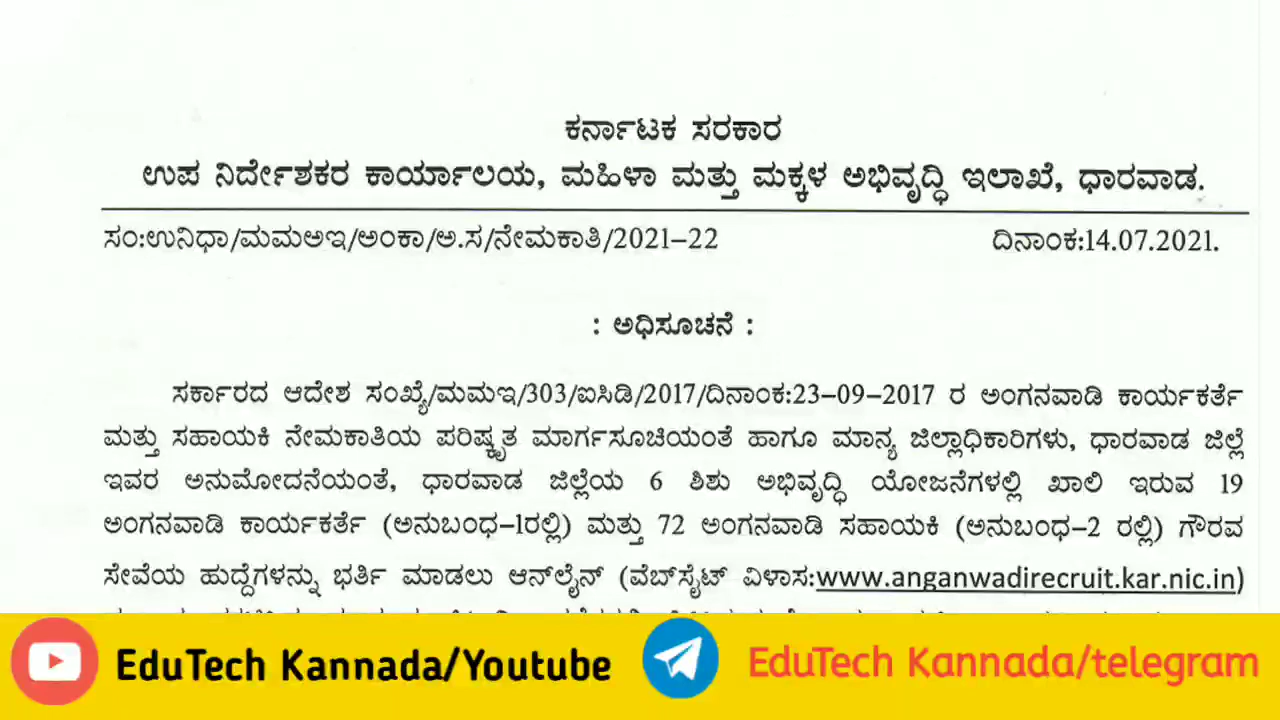 ಕರ್ನಾಟಕ ಸರಕಾರ
ಉಪ ನಿರ್ದೇಶಕರ ಕಾರ್ಯಾಲಯ, ಮಹಿಳಾ ಮತ್ತು ಮಕ್ಕಳ ಅಭಿವೃದ್ಧಿ ಇಲಾಖೆ, ಧಾರವಾಡ.
ಸಂ:ಉನಿಧಾ/ಮಮಅಇ/ಅಂಕಾ/ಅ.ಸ/ನೇಮಕಾತಿ/2021-22 ದಿನಾಂಕ:14.07.2021.
: ಅಧಿಸೂಚನೆ :
ಸರ್ಕಾರದ ಆದೇಶ ಸಂಖ್ಯೆ/ಮಮಇ/303/ಐಸಿಡಿ/2017/ದಿನಾಂಕ:23-09-2017 ರ ಅಂಗನವಾಡಿ ಕಾರ್ಯಕರ್ತೆ
ಮತ್ತು ಸಹಾಯಕಿ ನೇಮಕಾತಿಯ ಪರಿಷ್ಕೃತ ಮಾರ್ಗಸೂಚಿಯಂತೆ ಹಾಗೂ ಮಾನ್ಯ ಜಿಲ್ಲಾಧಿಕಾರಿಗಳು, ಧಾರವಾಡ ಜಿಲ್ಲೆ
ಇವರ ಅನುಮೋದನೆಯಂತೆ, ಧಾರವಾಡ ಜಿಲ್ಲೆಯ 6 ಶಿಶು ಅಭಿವೃದ್ಧಿ ಯೋಜನೆಗಳಲ್ಲಿ ಖಾಲಿ ಇರುವ 19
ಅಂಗನವಾಡಿ ಕಾರ್ಯಕರ್ತೆ (ಅನುಬಂಧ-1ರಲ್ಲಿ) ಮತ್ತು 72 ಅಂಗನವಾಡಿ ಸಹಾಯಕಿ (ಅನುಬಂಧ-2 ರಲ್ಲಿ) ಗೌರವ
ಸೇವೆಯ ಹುದ್ದೆಗಳನ್ನು ಭರ್ತಿ ಮಾಡಲು ಆನ್‌ಲೈನ್ (ವೆಬ್‌ಸೈಟ್ ವಿಳಾಸ:www.anganwadirecruit.kar.nic.in)
EduTech Kannada/Youtube EduTech Kannada/telegram